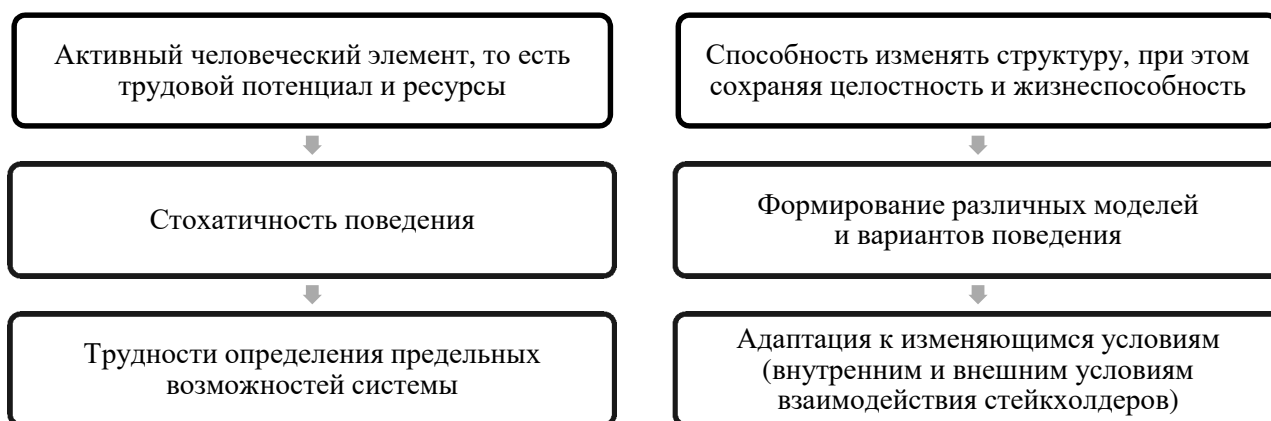 Активный человеческий элемент, то есть
трудовой потенциал и ресурсы
Стохатичность поведения
Трудности определения предельных
возможностей системы
Способность изменять структуру, при этом
сохраняя целостность и жизнеспособность
Формирование различных моделей
и вариантов поведения
Адаптация к изменяющимся условиям
(внутренним и внешним условиям
взаимодействия стейкхолдеров)